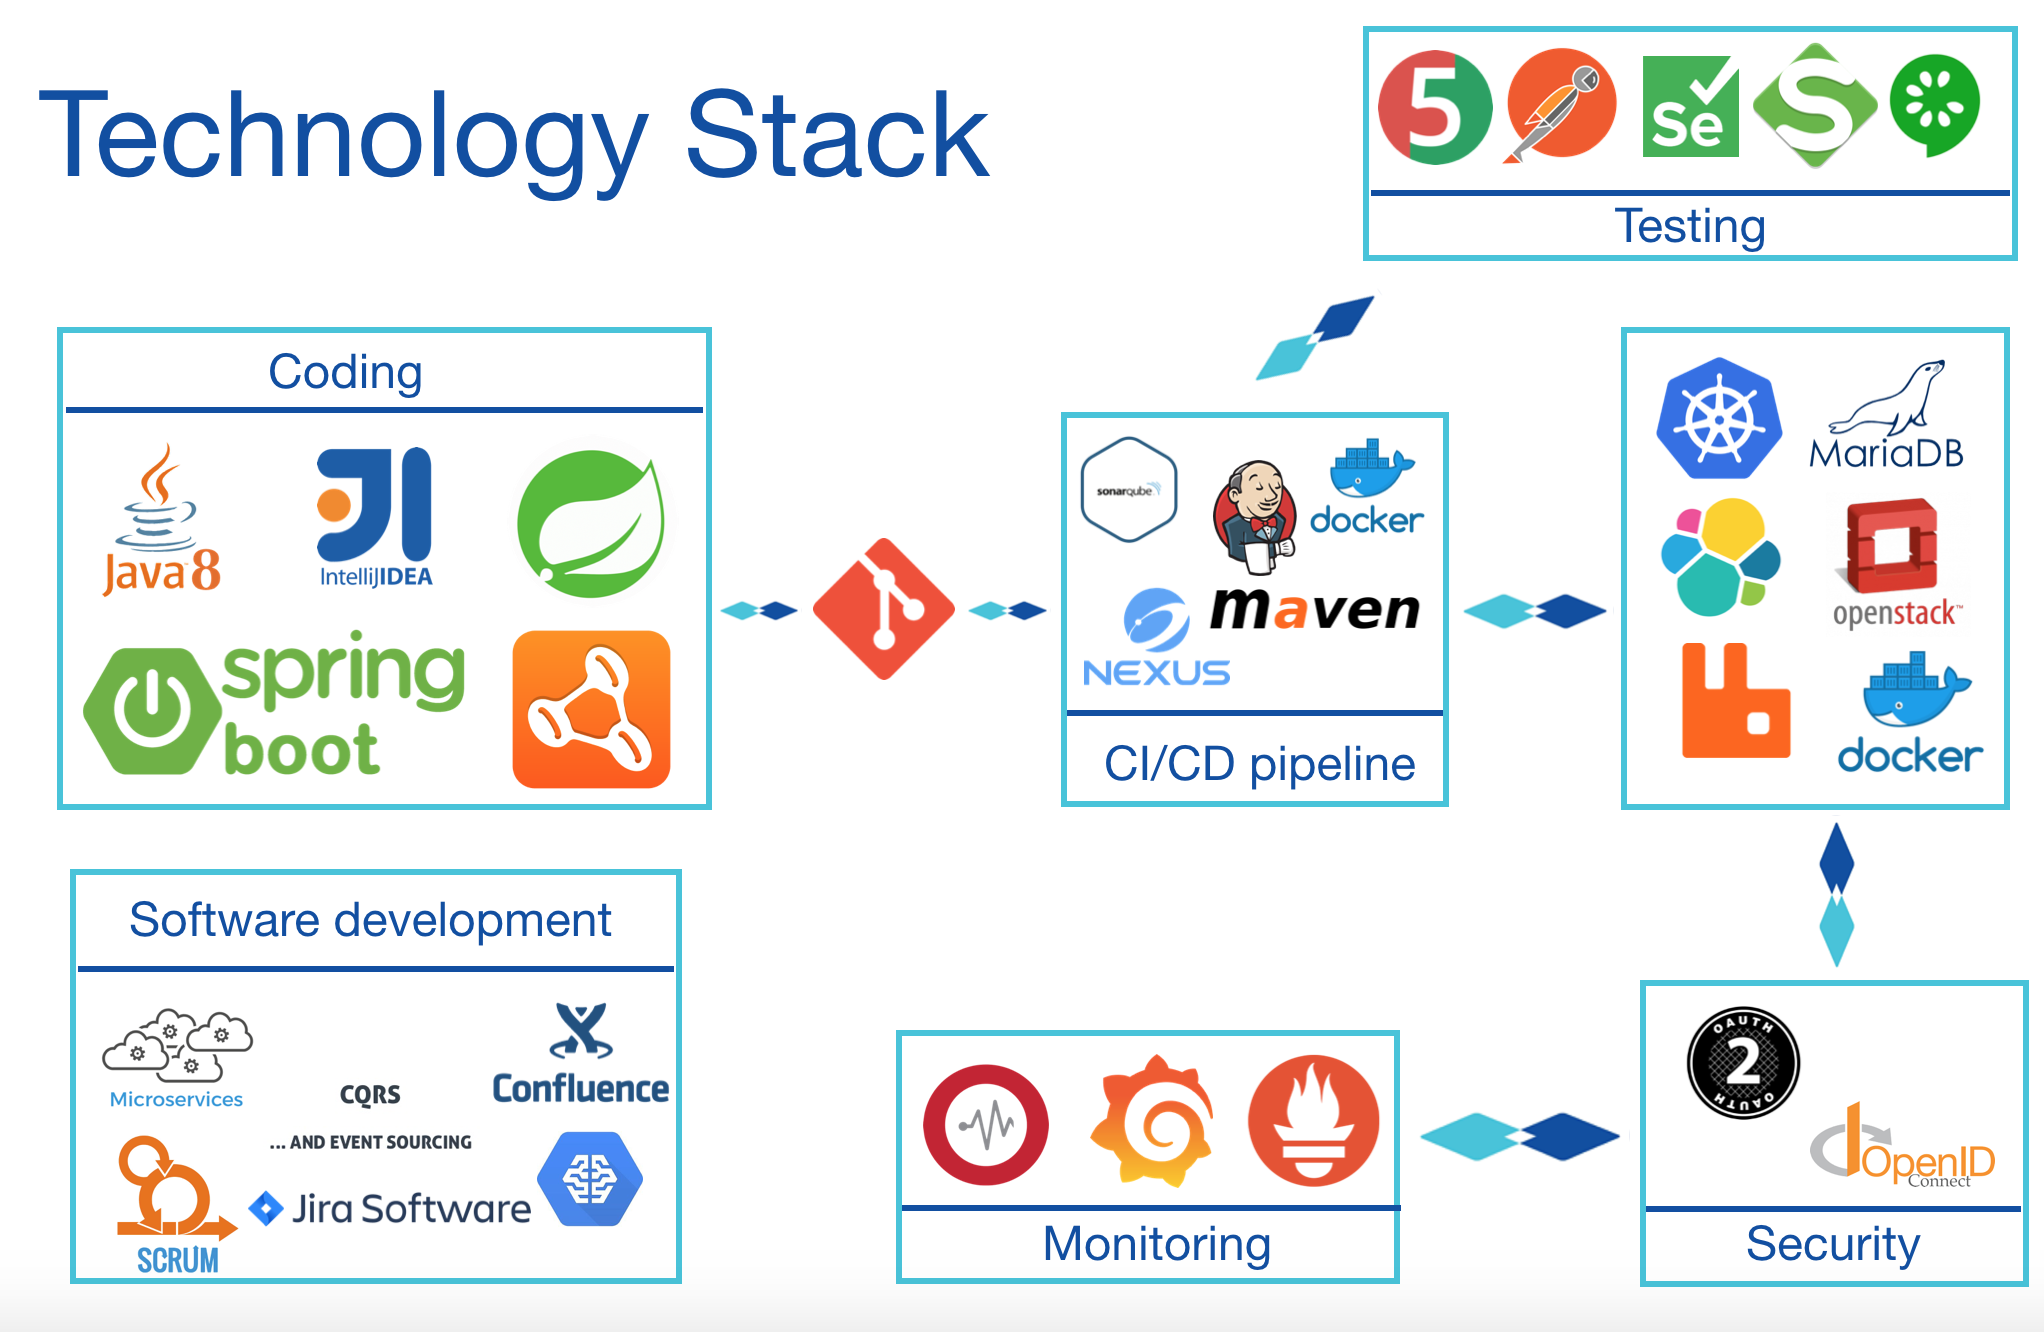 Technology Stack
5
Se
S
Testing
Coding
Java 8
IntelliJIDEA
spring
boot
sonarqube
docker
NEXUS
maven
CI/CD pipeline
MariaDB
openstack™
docker
Software development
Microservices
CQRS
... AND EVENT SOURCING
Confluence
SCRUM
Jira Software
Monitoring
OAUTH
2
OAUTH
OpenID
Connect
Security